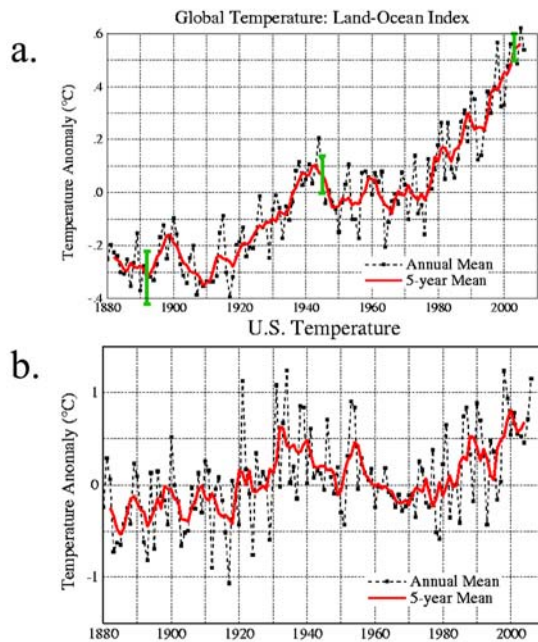 Global Temperature: Land-Ocean Index
a.
.6
.4
.2
.0
-.2
-.4
Temperature Anomaly (°C)
Annual Mean
5-year Mean
1880 1900 1920 1940 1960 1980 2000
U.S. Temperature
b.
1
0
-1
Temperature Anomaly (°C)
Annual Mean
5-year Mean
1880 1900 1920 1940 1960 1980 2000